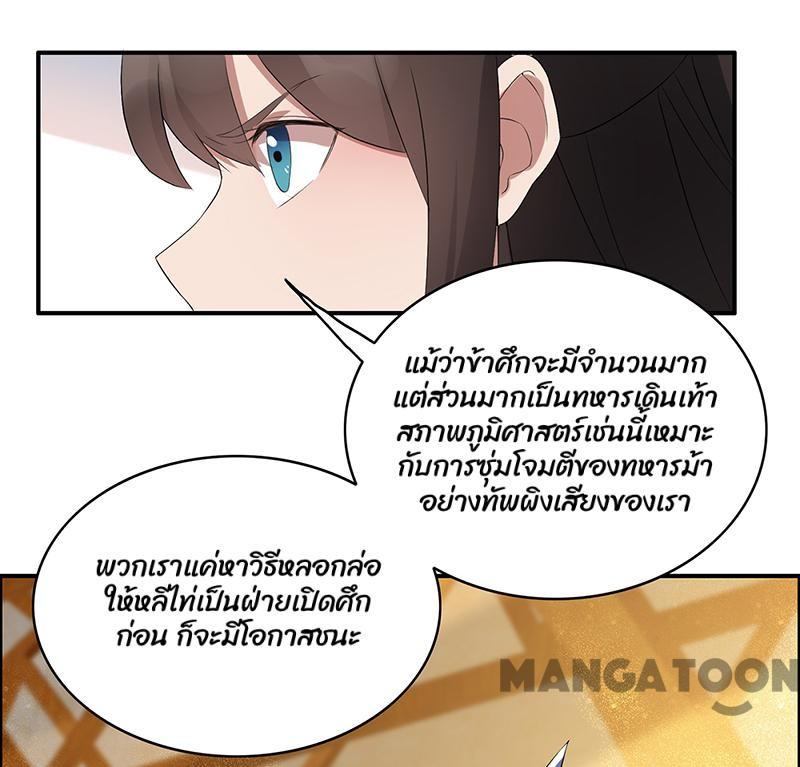 แม้ว่าข้าศึกจะมีจำนวนมาก
แต่ส่วนมากเป็นทหารเดินเท้า
สภาพภูมิศาสตร์เช่นนี้เหมาะ
กับการซุ่มโจมตีของทหารม้า
อย่างทัพผิงเสียงของเรา
พวกเราแค่หาวิธีหลอกล่อ
ให้หลีไท่เป็นฝ่ายเปิดศึก
ก่อน ก็จะมีโอกาสชนะ
MANGATOON